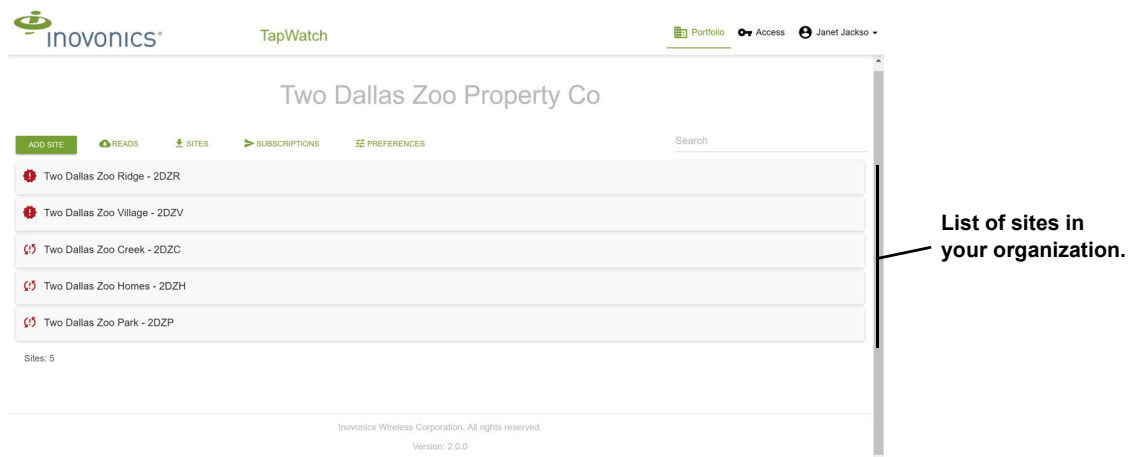 inovonics®
TapWatch
Portfolio
Access
Janet Jackso
Two Dallas Zoo Property Co
ADD SITE
READS
SITES
SUBSCRIPTIONS
PREFERENCES
Search
Two Dallas Zoo Ridge - 2DZR
Two Dallas Zoo Village - 2DZV
Two Dallas Zoo Creek - 2DZC
Two Dallas Zoo Homes - 2DZH
Two Dallas Zoo Park - 2DZP
Sites: 5
List of sites in
your organization.
Inovonics Wireless Corporation. All rights reserved.
Version: 2.0.0